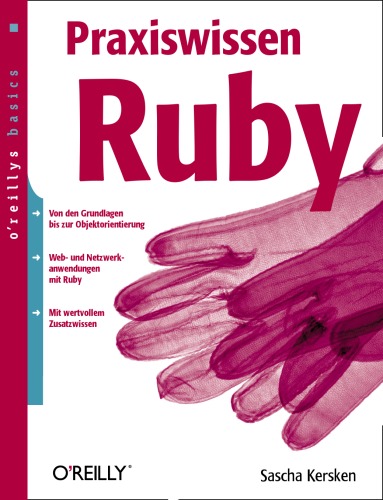 o'reillys basics
Praxiswissen
Ruby
Von den Grundlagen
bis zur Objektorientierung
Web- und Netzwerk-
anwendungen
mit Ruby
Mit wertvollem
Zusatzwissen
O'REILLY®
Sascha Kersken